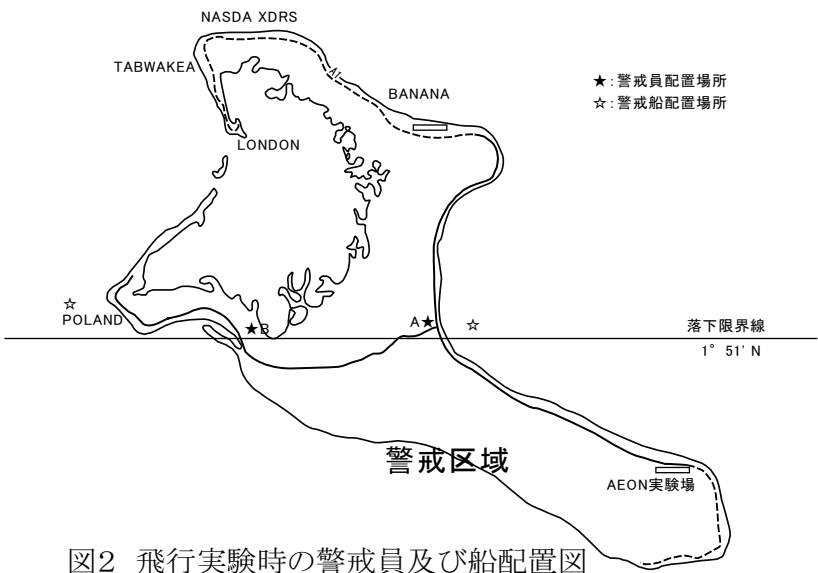 NASDA XDRS
TABWAKEA
A1
BANANA
★:警戒員配置場所
☆:警戒船配置場所
LONDON
☆
POLAND
★B
A★
☆
落下限界線
1° 51' N
警戒区域
AEON実験場
図2 飛行実験時の警戒員及び船配置図